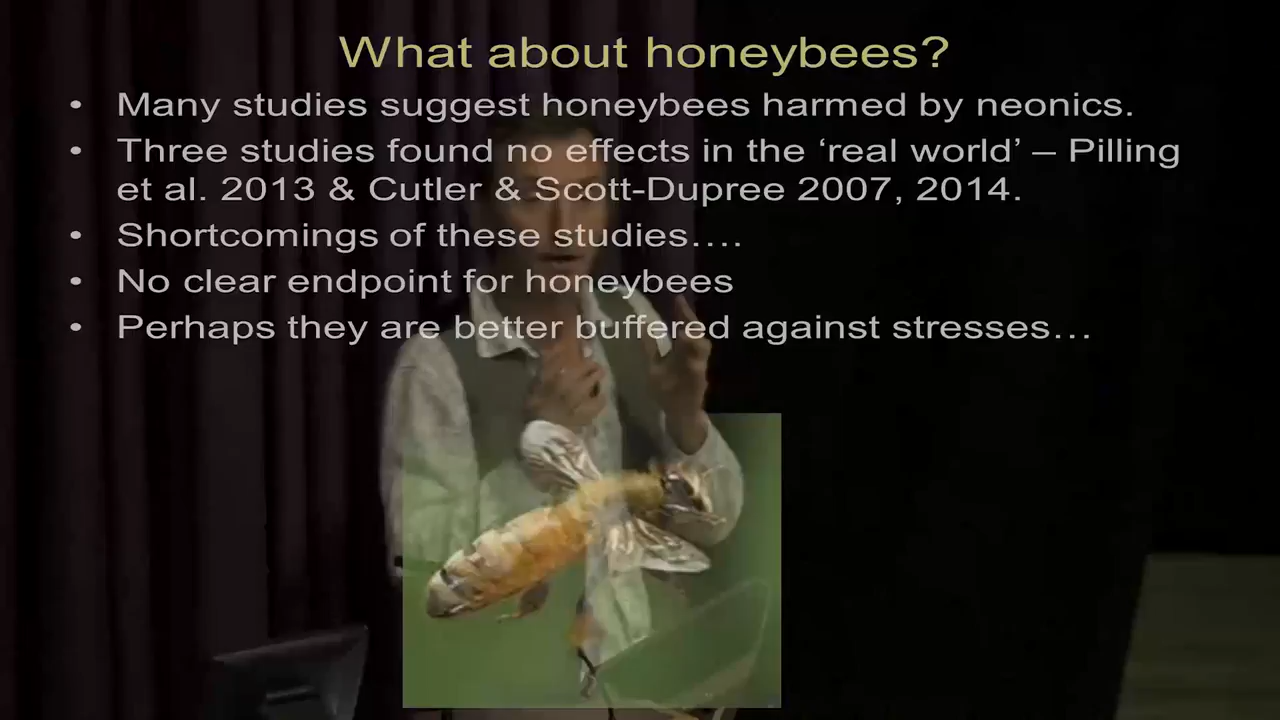 What about honeybees?
• Many studies suggest honeybees harmed by neonics.
• Three studies found no effects in the ‘real world’ – Pilling
et al. 2013 & Cutler & Scott-Dupree 2007, 2014.
• Shortcomings of these studies….
• No clear endpoint for honeybees
• Perhaps they are better buffered against stresses…